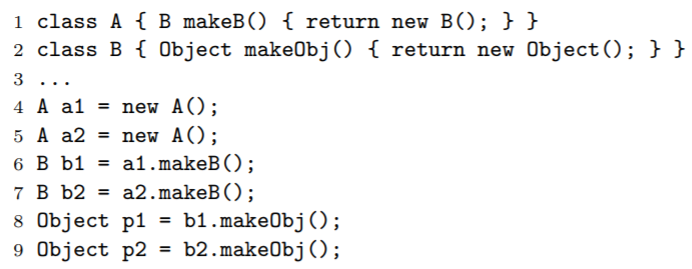 1 class A { B makeB() { return new B(); } }
2 class B { Object makeObj() { return new Object(); } }
3 ...
4 A a1 = new A();
5 A a2 = new A();
6 B b1 = a1.makeB();
7 B b2 = a2.makeB();
8 Object p1 = b1.makeObj();
9 Object p2 = b2.makeObj();